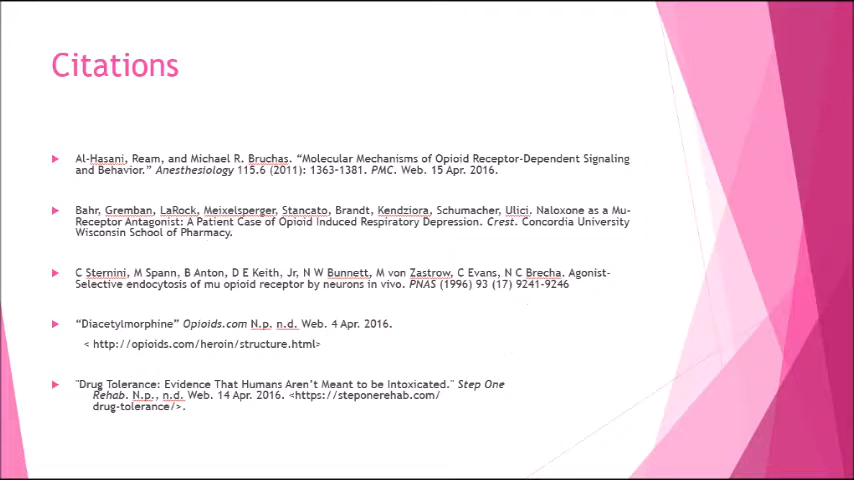 Citations
Al-Hasani, Ream, and Michael R. Bruchas. “Molecular Mechanisms of Opioid Receptor-Dependent Signaling
and Behavior.” Anesthesiology 115.6 (2011): 1363-1381. PMC. Web. 15 Apr. 2016.
Bahr, Gremban, LaRock, Meixelsperger, Stancato, Brandt, Kendziora, Schumacher, Ulici. Naloxone as a Mu-
Receptor Antagonist: A Patient Case of Opioid Induced Respiratory Depression. Crest. Concordia University
Wisconsin School of Pharmacy.
C Sternini, M Spann, B Anton, D E Keith, Jr, N W Bunnett, M von Zastrow, C Evans, N C Brecha. Agonist-
Selective endocytosis of mu opioid receptor by neurons in vivo. PNAS (1996) 93 (17) 9241-9246
“Diacetylmorphine” Opioids.com N.p. n.d. Web. 4 Apr. 2016.
< http://opioids.com/heroin/structure.html>
"Drug Tolerance: Evidence That Humans Aren’t Meant to be Intoxicated." Step One
Rehab. N.p., n.d. Web. 14 Apr. 2016. <https://steponerehab.com/
drug-tolerance/>.